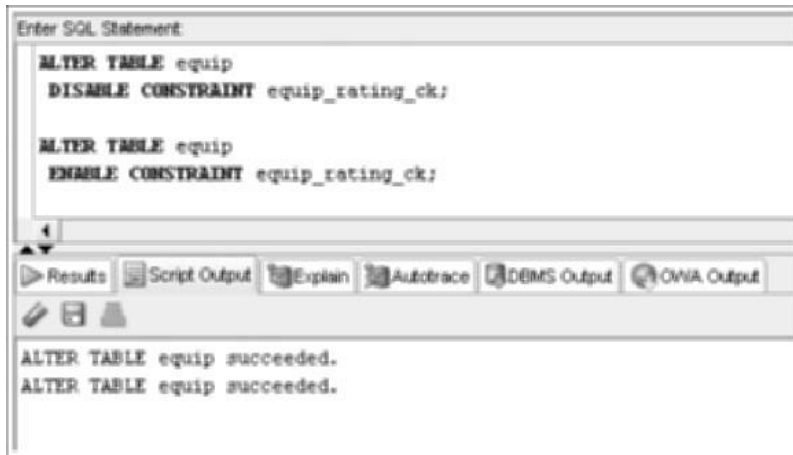 Enter SQL Statement:
ALTER TABLE equip
DISABLE CONSTRAINT equip_rating_ck;
ALTER TABLE equip
ENABLE CONSTRAINT equip_rating_ck;
Results Script Output Explain Autotrace DBMS Output OWA Output
ALTER TABLE equip succeeded.
ALTER TABLE equip succeeded.